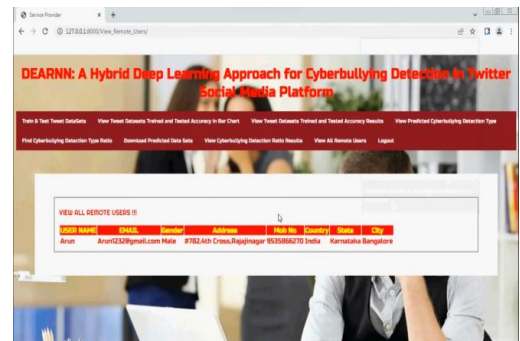 Service Provider
127.0.0.1:8000/View_Remote_Users/
DEARNN: A Hybrid Deep Learning Approach for Cyberbullying Detection in Twitter
Social Media Platform
Train & Test Tweet DataSets View Tweet Datasets Trained and Tested Accuracy in Bar Chart View Tweet Datasets Trained and Tested Accuracy Results View Predicted Cyberbullying Detection Type
Find Cyberbullying Detection Type Ratio Download Predicted Data Sets View Cyberbullying Detection Ratio Results View All Remote Users Logout
VIEW ALL REMOTE USERS !!!
USER NAME EMAIL Gender Address Mob No Country State City
Arun Arun123@gmail.com Male #782,4th Cross,Rajajinagar 9535866270 India Karnataka Bangalore